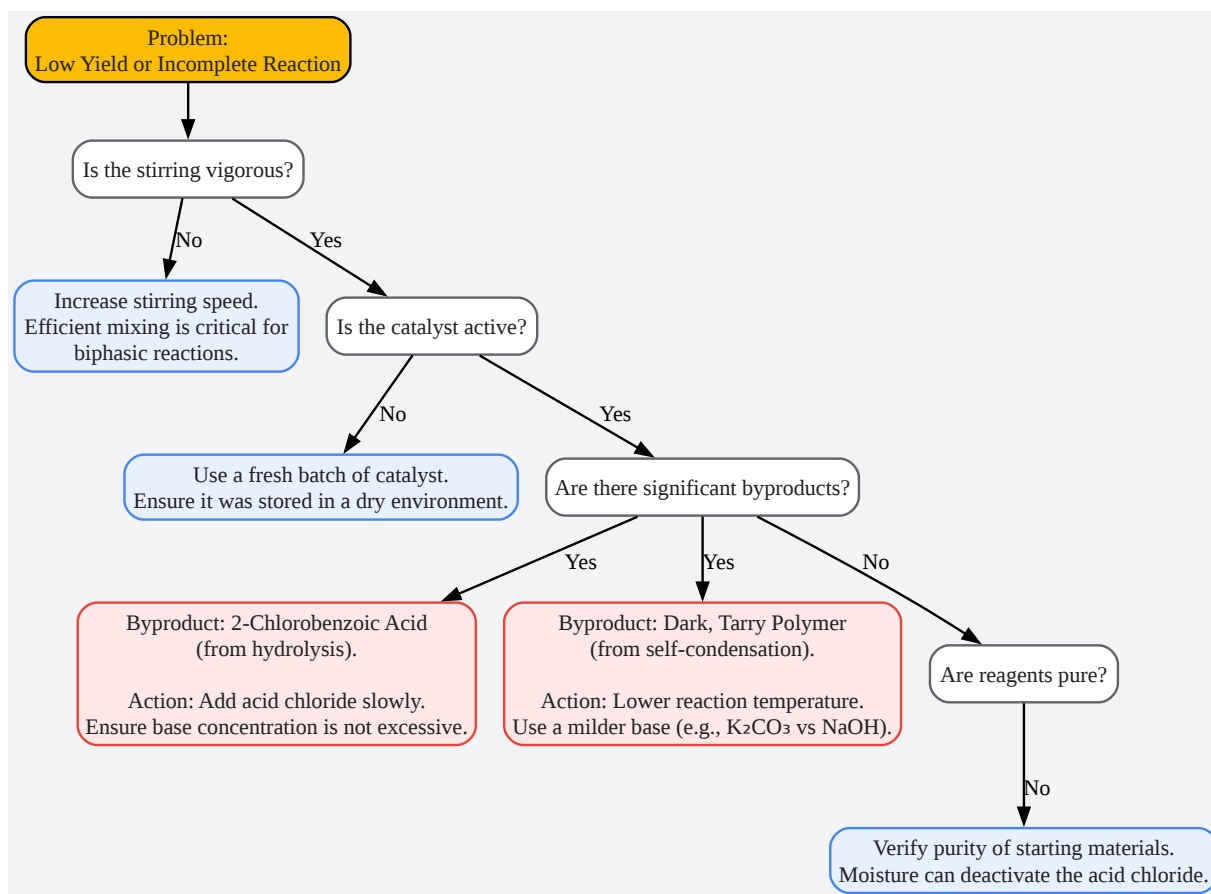 Problem:
Low Yield or Incomplete Reaction
Is the stirring vigorous?
No
Yes
Increase stirring speed.
Efficient mixing is critical for
biphasic reactions.
Is the catalyst active?
No
Yes
Use a fresh batch of catalyst.
Ensure it was stored in a dry environment.
Are there significant byproducts?
Yes
Yes
No
Byproduct: 2-Chlorobenzoic Acid
(from hydrolysis).
Action: Add acid chloride slowly.
Ensure base concentration is not excessive.
Byproduct: Dark, Tarry Polymer
(from self-condensation).
Action: Lower reaction temperature.
Use a milder base (e.g., K₂CO₃ vs NaOH).
Are reagents pure?
No
Verify purity of starting materials.
Moisture can deactivate the acid chloride.